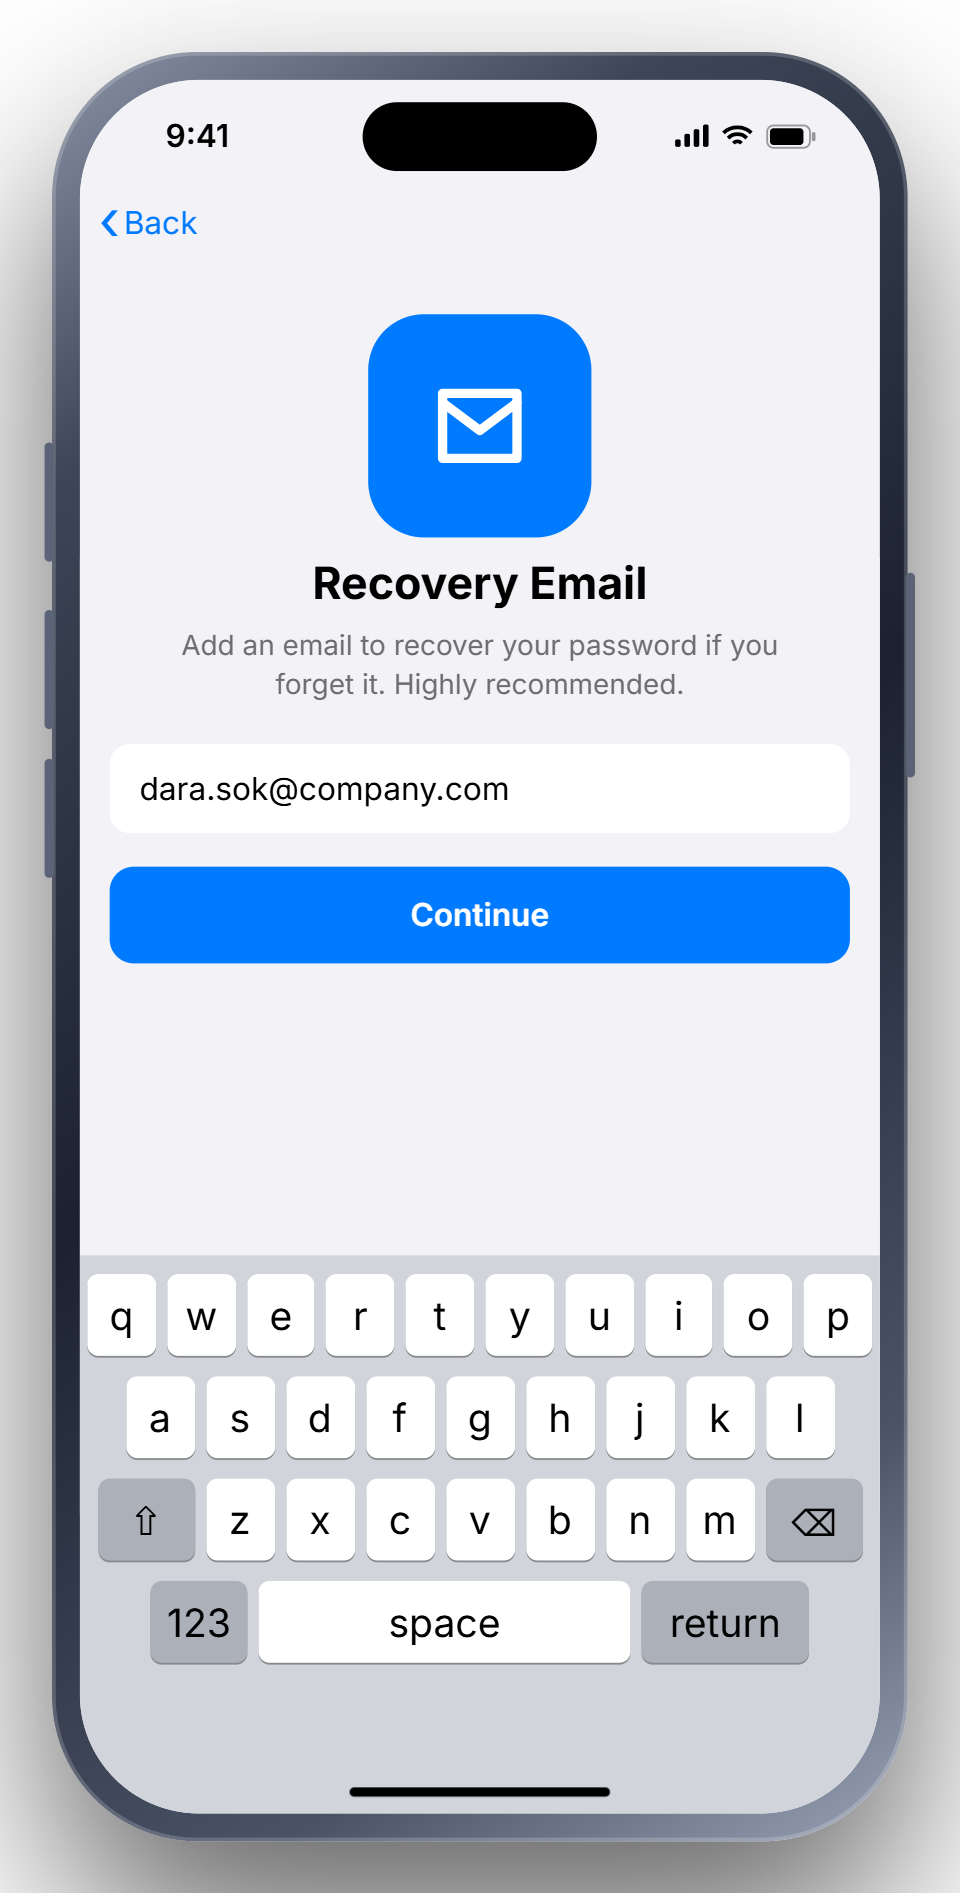 9:41
Back
Recovery Email
Add an email to recover your password if you
forget it. Highly recommended.
dara.sok@company.com
Continue
q w e r t y u i o p
a s d f g h j k l
⇧ z x c v b n m ⌫
123 space return